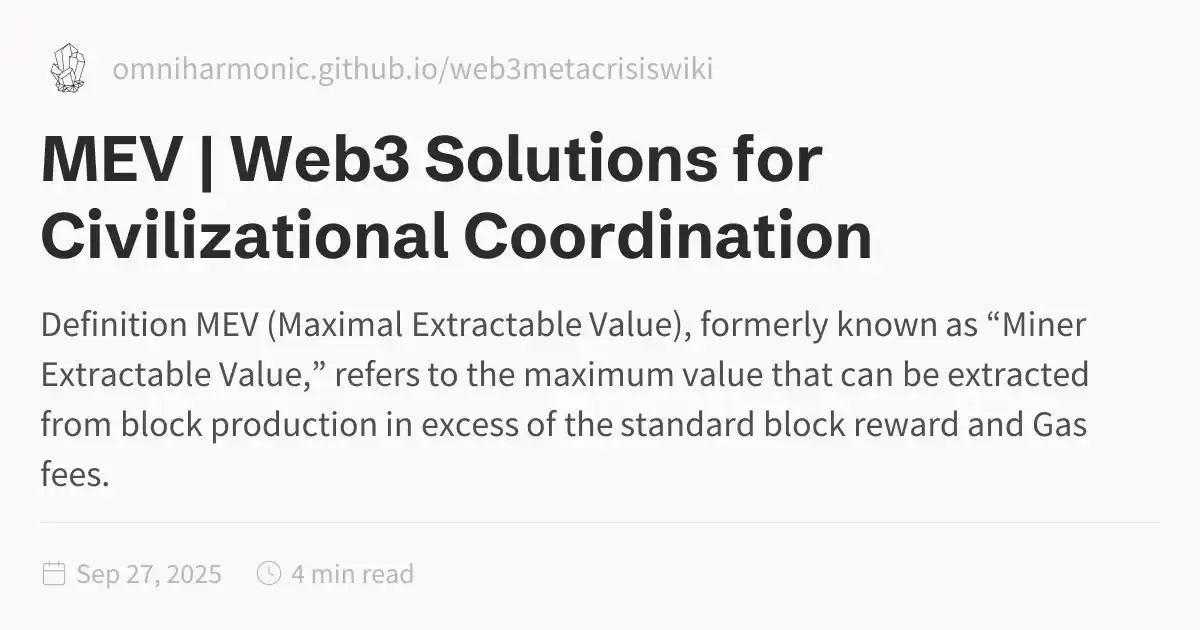 omniharmonic.github.io/web3metacrisiswiki
MEV | Web3 Solutions for
Civilizational Coordination
Definition MEV (Maximal Extractable Value), formerly known as “Miner
Extractable Value,” refers to the maximum value that can be extracted
from block production in excess of the standard block reward and Gas
fees.
Sep 27, 2025 4 min read